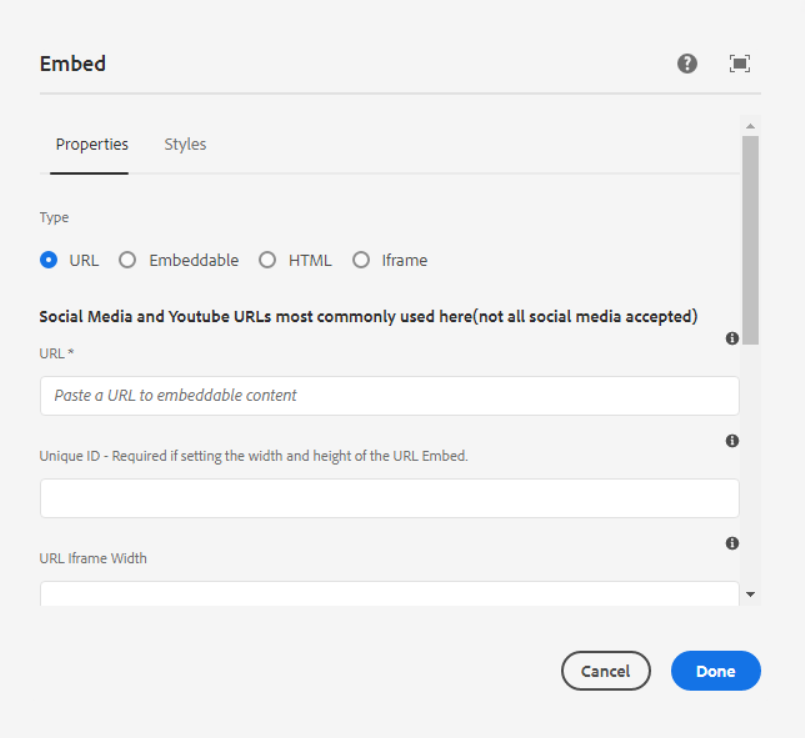 Embed
Properties Styles
Type
URL Embeddable HTML Iframe
Social Media and Youtube URLs most commonly used here(not all social media accepted)
URL *
Paste a URL to embeddable content
Unique ID - Required if setting the width and height of the URL Embed.
URL Iframe Width
Cancel Done